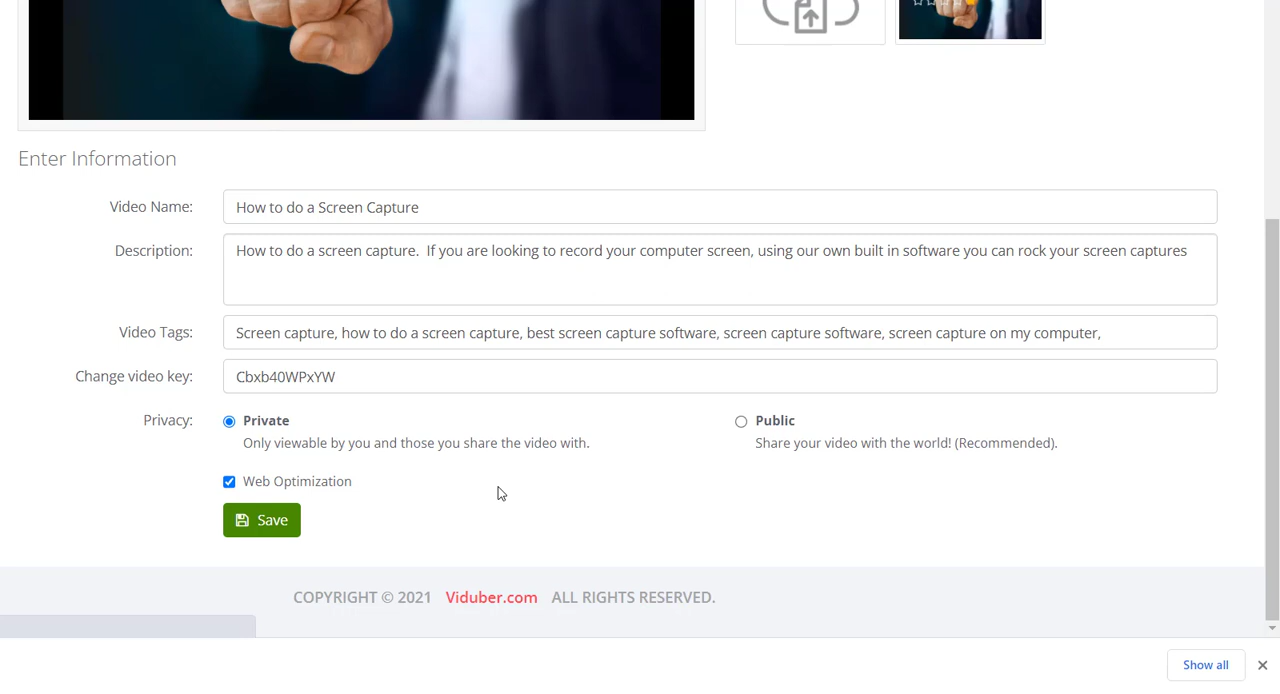 Enter Information
Video Name: How to do a Screen Capture
Description: How to do a screen capture.  If you are looking to record your computer screen, using our own built in software you can rock your screen captures
Video Tags: Screen capture, how to do a screen capture, best screen capture software, screen capture software, screen capture on my computer,
Change video key: Cbxb40WPxYW
Privacy: Private Public
Only viewable by you and those you share the video with. Share your video with the world! (Recommended).
Web Optimization
Save
COPYRIGHT © 2021 Viduber.com ALL RIGHTS RESERVED.
Show all